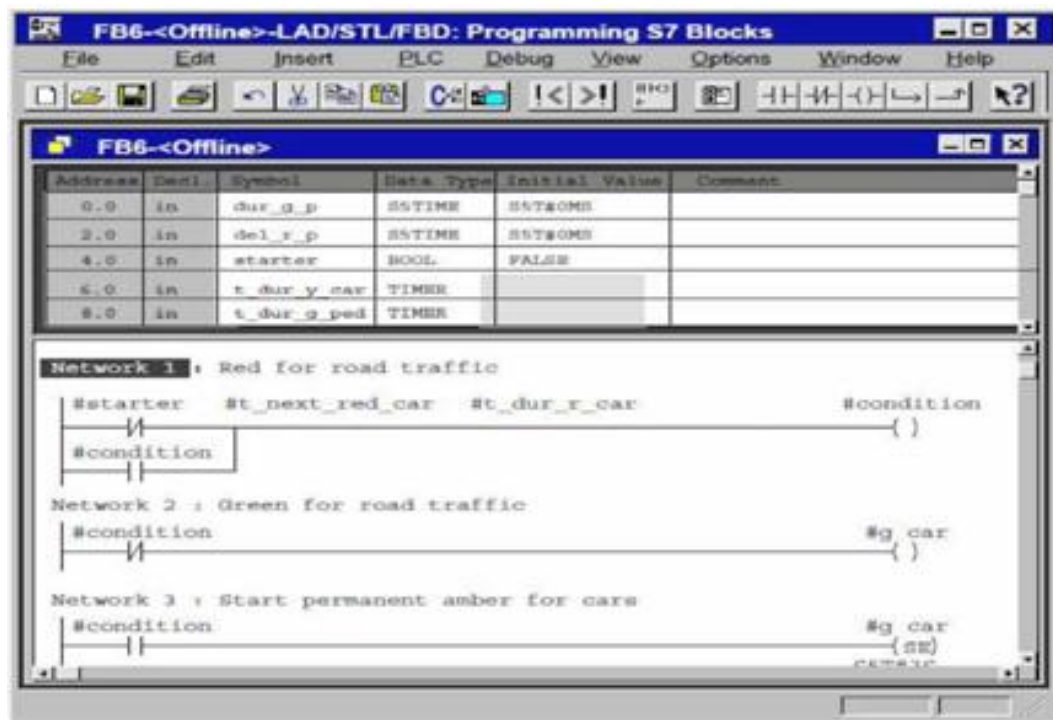 FB6-<Offline>-LAD/STL/FBD: Programming S7 Blocks
File Edit Insert PLC Debug View Options Window Help
FB6-<Offline>
Address Decl. Symbol Data Type Initial Value Comment
0.0 in dur_g_p S5TIME S5T#0MS
2.0 in del_r_p S5TIME S5T#0MS
4.0 in starter BOOL FALSE
6.0 in t_dur_y_car TIMER
8.0 in t_dur_g_ped TIMER
Network 1 : Red for road traffic
#starter #t_next_red_car #t_dur_r_car #condition
#condition
Network 2 : Green for road traffic
#condition #g_car
Network 3 : Start permanent amber for cars
#condition #g_car
(SE)